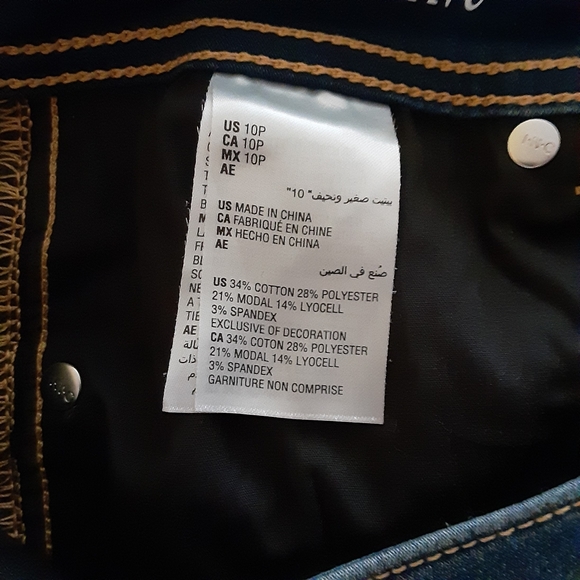 US 10P
CA 10P
MX 10P
AE
بيتيت صغير ونحيف" 10"
US MADE IN CHINA
CA FABRIQUÉ EN CHINE
MX HECHO EN CHINA
AE
صُنع في الصين
US 34% COTTON 28% POLYESTER
21% MODAL 14% LYOCELL
3% SPANDEX
EXCLUSIVE OF DECORATION
CA 34% COTON 28% POLYESTER
21% MODAL 14% LYOCELL
3% SPANDEX
GARNITURE NON COMPRISE